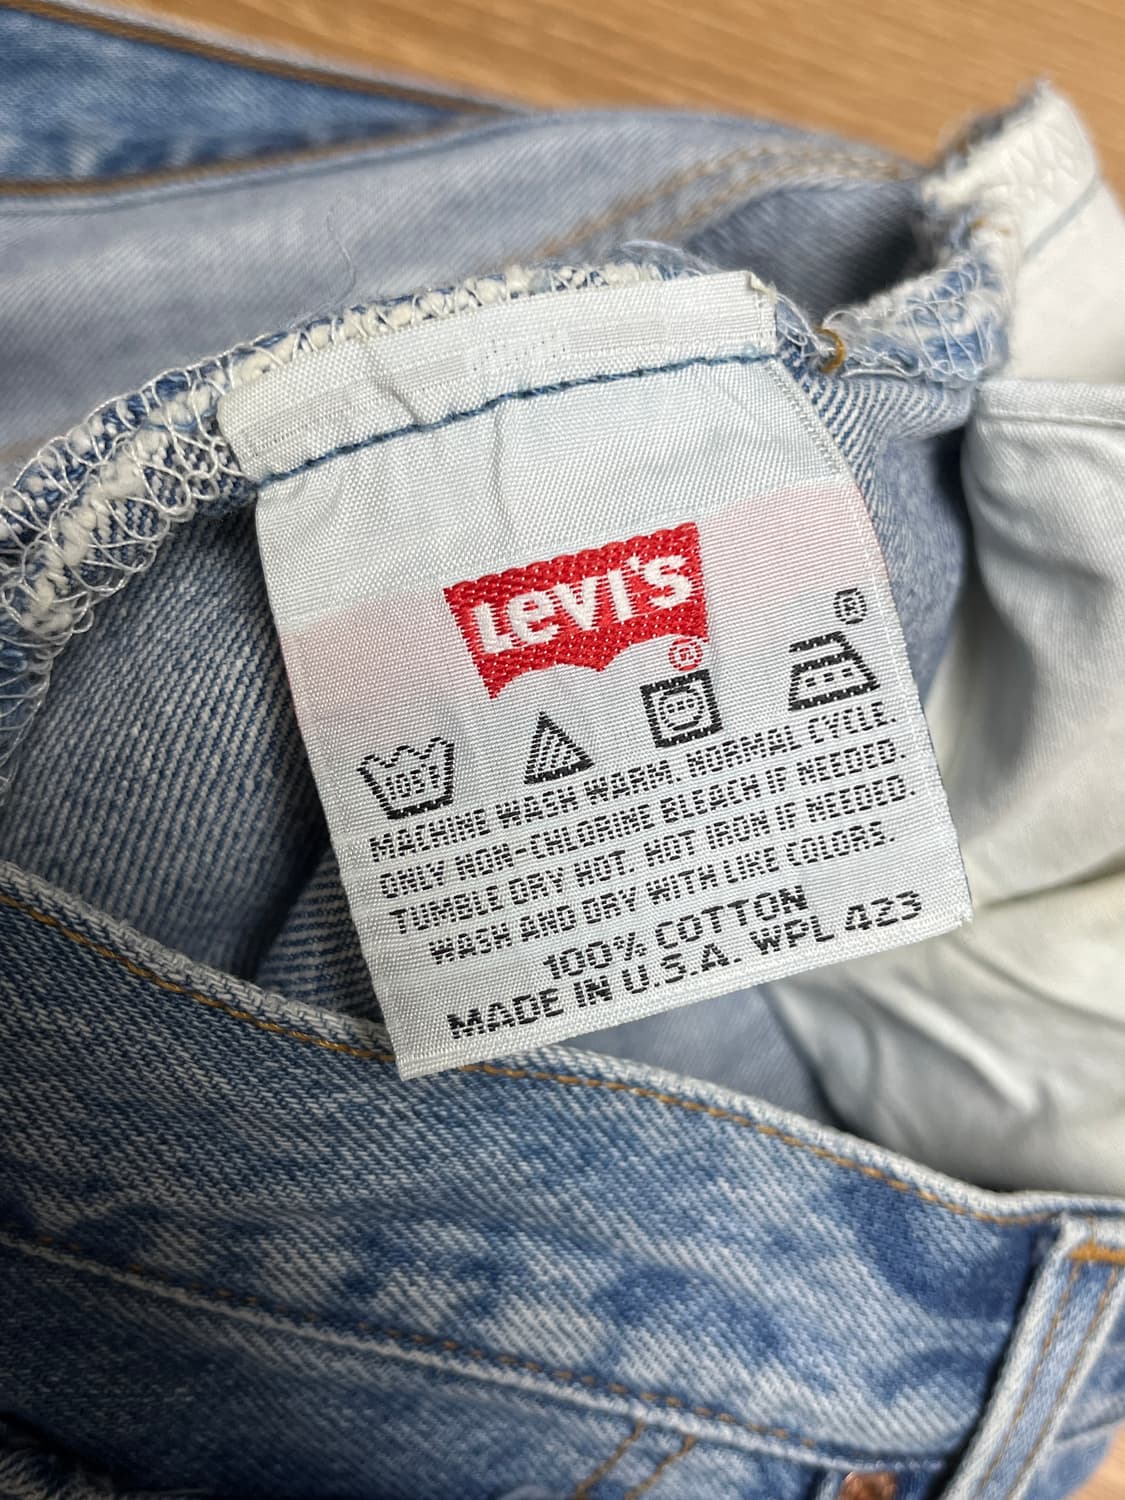 LEVI'S
®
®
105F
MACHINE WASH WARM. NORMAL CYCLE.
ONLY NON-CHLORINE BLEACH IF NEEDED.
TUMBLE DRY HOT. HOT IRON IF NEEDED.
WASH AND DRY WITH LIKE COLORS.
100% COTTON
MADE IN U.S.A. WPL 423